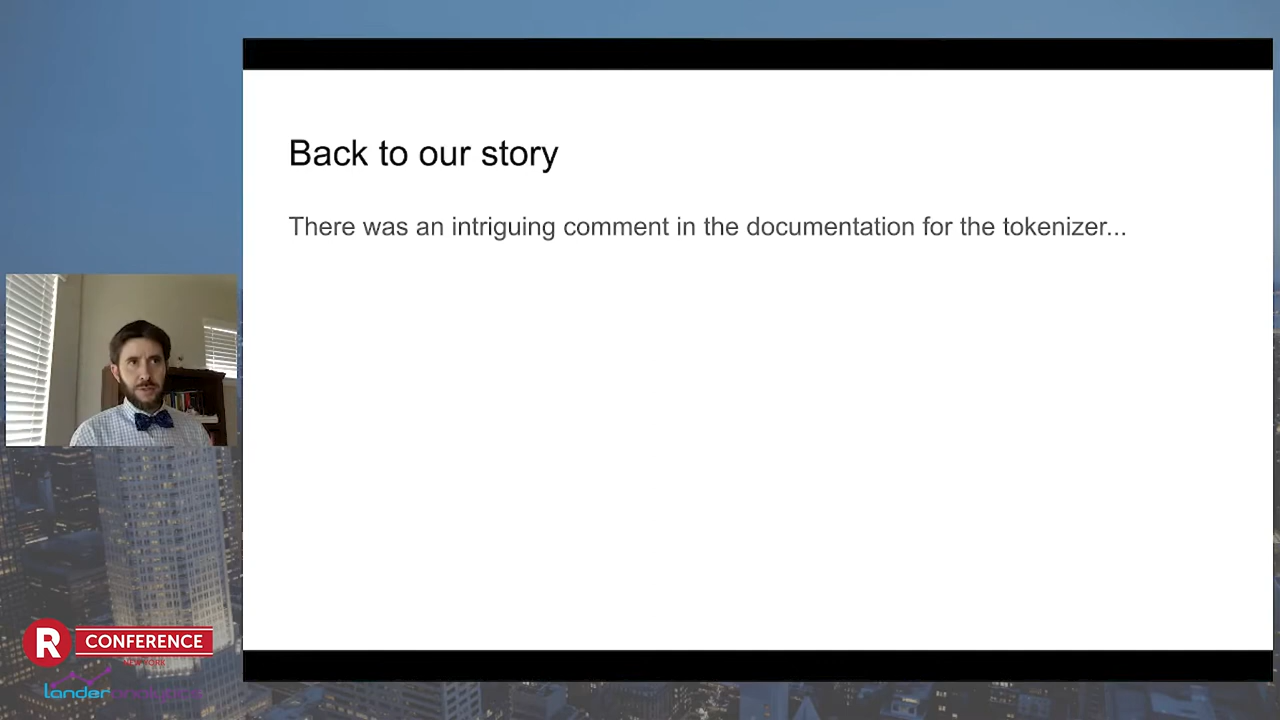 Back to our story
There was an intriguing comment in the documentation for the tokenizer...
R CONFERENCE
NEW YORK
lander analytics